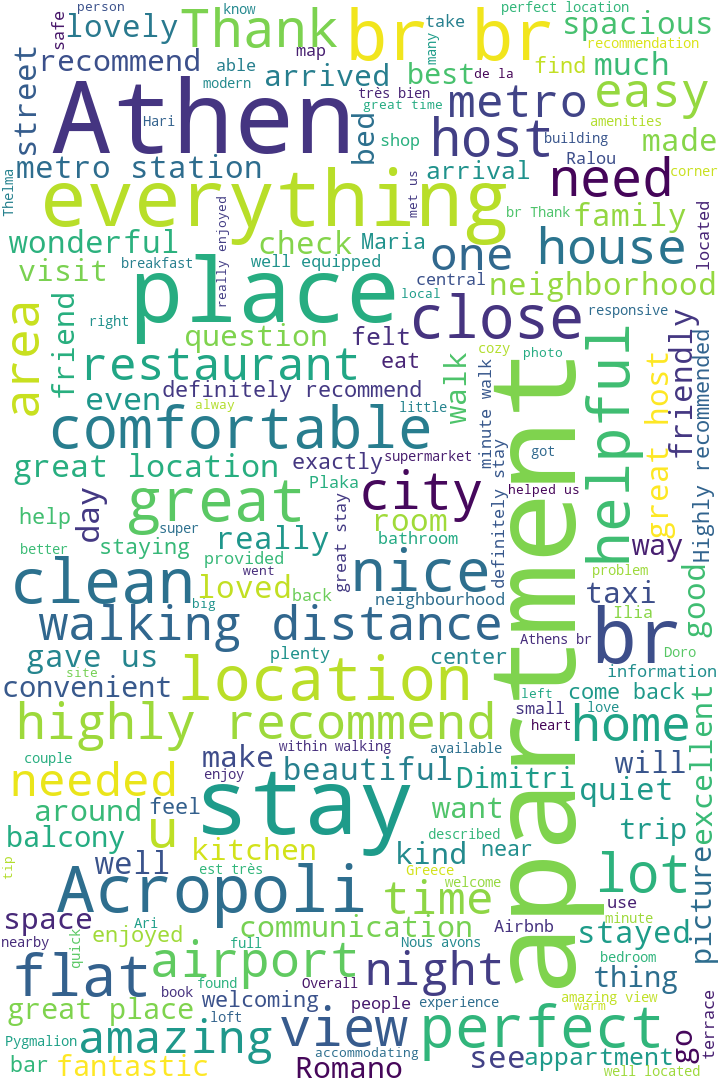 person
know
perfect location
safe
lovely
Thank
br br
take
spacious
recommendation
recommend
map
many
street
able
arrived
best
de la
find
much
modern
très bien
Athen
great time
metro
easy
Hari
bed
shop
host
building
amenities
made
metro station
arrival
Ralou
corner
need
Thelma
everything
met us
br Thank
family
located
wonderful
check
Maria
one
house
really enjoyed
visit
breakfast
well equipped
central
neighborhood
place
local
area
friend
right
question
felt
close
responsive
friendly
restaurant
eat
walk
cozy
photo
helpful
great host
Highly recommended
even
definitely recommend
alway
little
minute walk
comfortable
got
great location
exactly
supermarket
definitely stay
apartment
Plaka
city
helped us
help
day
great
room
way
super
really
bathroom
better
staying
provided
great stay
went
clean
loved
back
nice
problem
taxi
good
big
neighbourhood
Ilia
walking distance
br
Athens br
Doro
gave us
plenty
center
information
site
convenient
location
left
come back
small
love
highly recommend
heart
home
within walking
available
couple
make
beautiful
will
excellent
needed
enjoy
Dimitri
quiet
around
feel
stay
want
trip
balcony
u
described
kitchen
kind
near
tip
well
est très
Greece
lot
picture
Acropoli
time
welcome
use
space
Ari
communication
Airbnb
minute
nearby
quick
enjoyed
full
Nous avons
stayed
flat
airport
night
bedroom
thing
found
Overall
book
welcoming
people
experience
amazing view
great place
loft
warm
terrace
Pygmalion
amazing
view
perfect
go
accommodating
bar
fantastic
Romano
see
appartment
well located